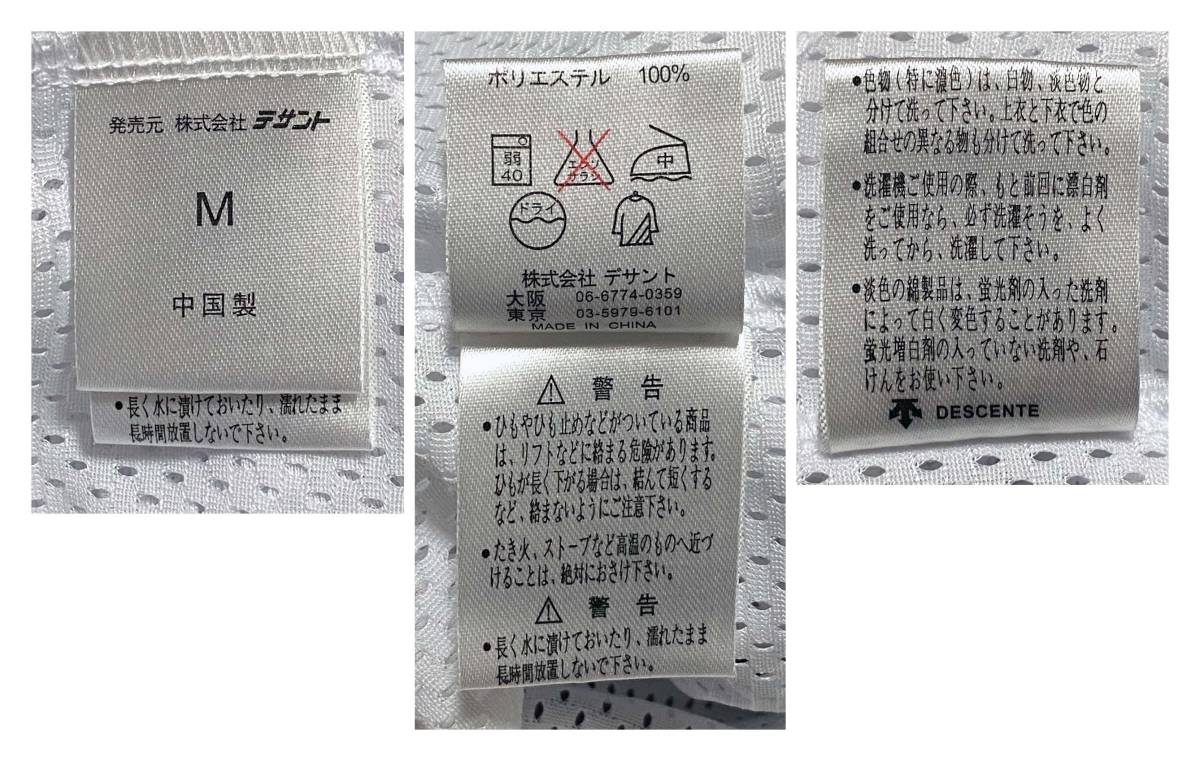 発売元 株式会社 デサント
M
中国製
●長く水に漬けておいたり、濡れたまま
長時間放置しないで下さい。
ポリエステル 100%
弱
40
エンソ
サラシ
中
ドライ
株式会社 デサント
大阪 06-6774-0359
東京 03-5979-6101
MADE IN CHINA
⚠ 警告
●ひもやひも止めなどがついている商品
は、リフトなどに絡まる危険があります。
ひもが長く下がる場合は、結んて短くする
など、絡まないようにご注意下さい。
●たき火、ストーブなど高温のものへ近づ
けることは、絶対におさけ下さい。
⚠ 警告
●長く水に漬けておいたり、濡れたまま
長時間放置しないで下さい。
●色物(特に濃色)は、白物、淡色物と
分けて洗って下さい。上衣と下衣で色の
組合せの異なる物も分けて洗って下さい。
●洗濯機ご使用の際、もと前回に漂白剤
をご使用なら、必ず洗濯そうを、よく
洗ってから、洗濯して下さい。
●淡色の綿製品は、蛍光剤の入った洗剤
によって白く変色することがあります。
蛍光増白剤の入っていない洗剤や、石
けんをお使い下さい。
DESCENTE